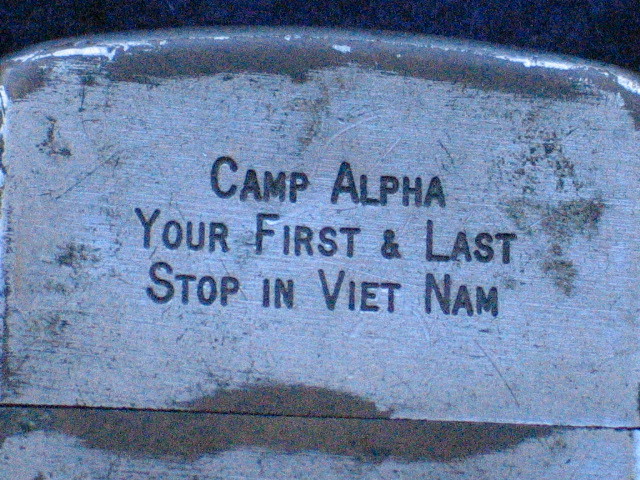 Camp Alpha
Your First & Last
Stop in Viet Nam